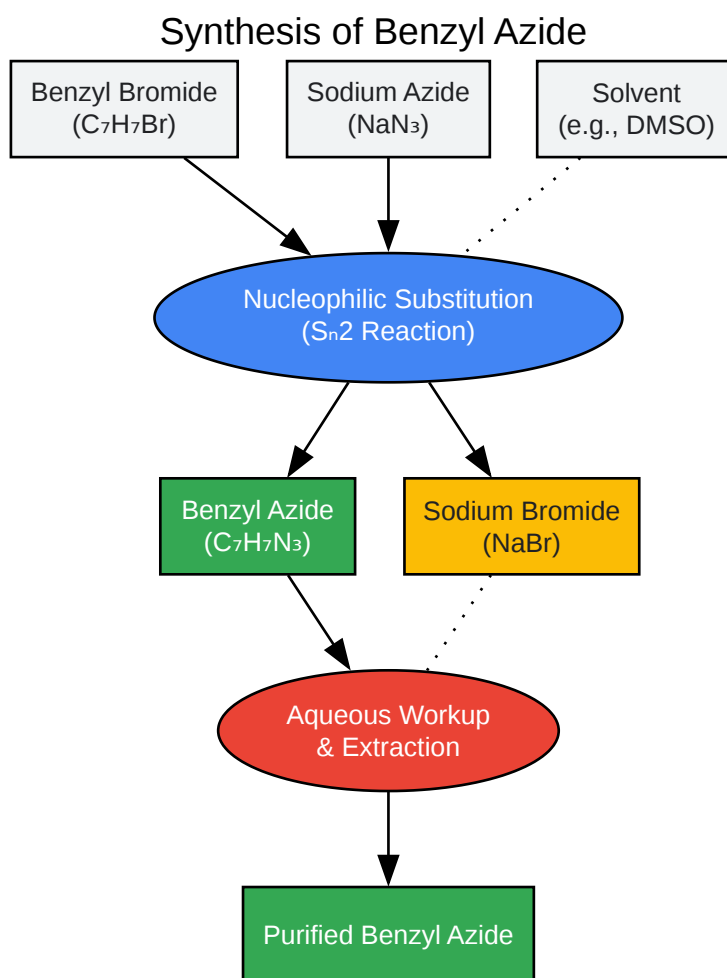 Synthesis of Benzyl Azide
Benzyl Bromide
(C₇H₇Br)
Sodium Azide
(NaN₃)
Solvent
(e.g., DMSO)
Nucleophilic Substitution
(Sₙ2 Reaction)
Benzyl Azide
(C₇H₇N₃)
Sodium Bromide
(NaBr)
Aqueous Workup
& Extraction
Purified Benzyl Azide